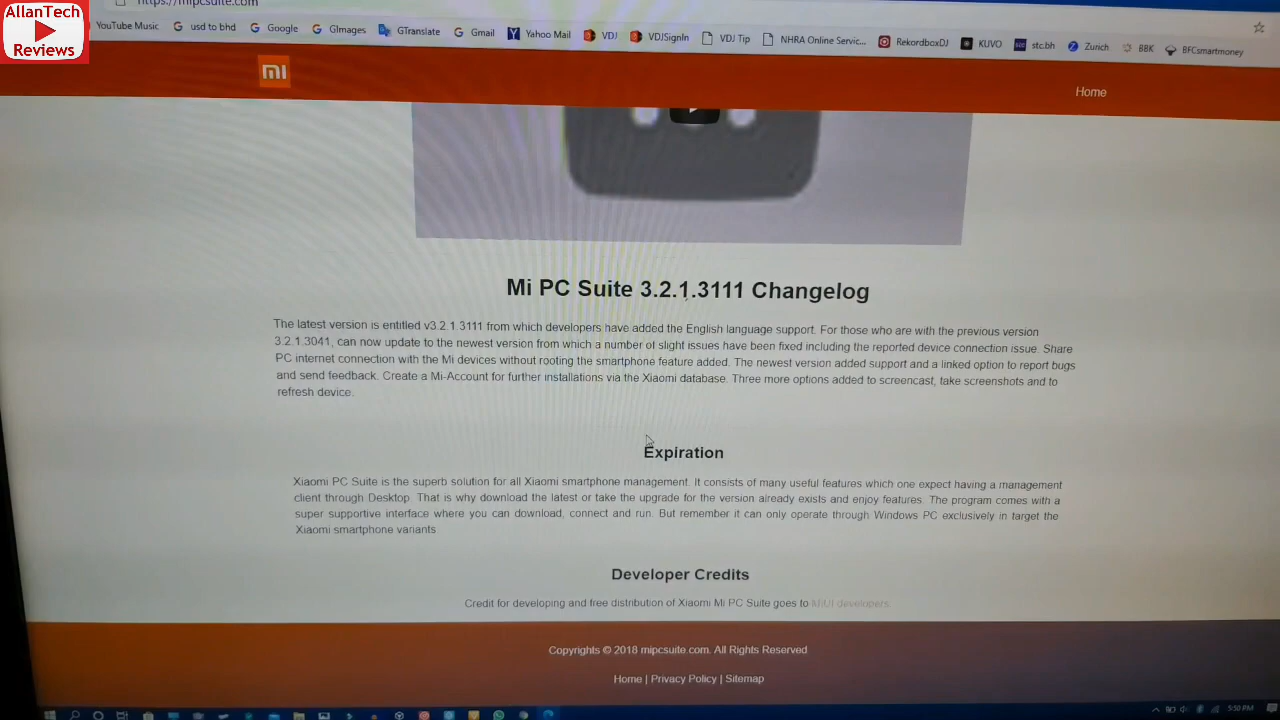 AllanTech
Reviews
https://mipcsuite.com
YouTube Music usd to bhd Google GImages GTranslate Gmail Yahoo Mail VDJ VDJSignIn VDJ Tip NHRA Online Servic... RekordboxDJ KUVO stc.bh Zurich BBK BFCsmartmoney
mi Home
Mi PC Suite 3.2.1.3111 Changelog
The latest version is entitled v3.2.1.3111 from which developers have added the English language support. For those who are with the previous version
3.2.1.3041, can now update to the newest version from which a number of slight issues have been fixed including the reported device connection issue. Share
PC internet connection with the Mi devices without rooting the smartphone feature added. The newest version added support and a linked option to report bugs
and send feedback. Create a Mi-Account for further installations via the Xiaomi database. Three more options added to screencast, take screenshots and to
refresh device.
Expiration
Xiaomi PC Suite is the superb solution for all Xiaomi smartphone management. It consists of many useful features which one expect having a management
client through Desktop. That is why download the latest or take the upgrade for the version already exists and enjoy features. The program comes with a
super supportive interface where you can download, connect and run. But remember it can only operate through Windows PC exclusively in target the
Xiaomi smartphone variants.
Developer Credits
Credit for developing and free distribution of Xiaomi Mi PC Suite goes to MIUI developers.
Copyrights © 2018 mipcsuite.com. All Rights Reserved
Home | Privacy Policy | Sitemap
5:50 PM